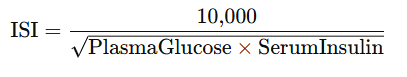 ISI = 10,000 / √(PlasmaGlucose × SerumInsulin)